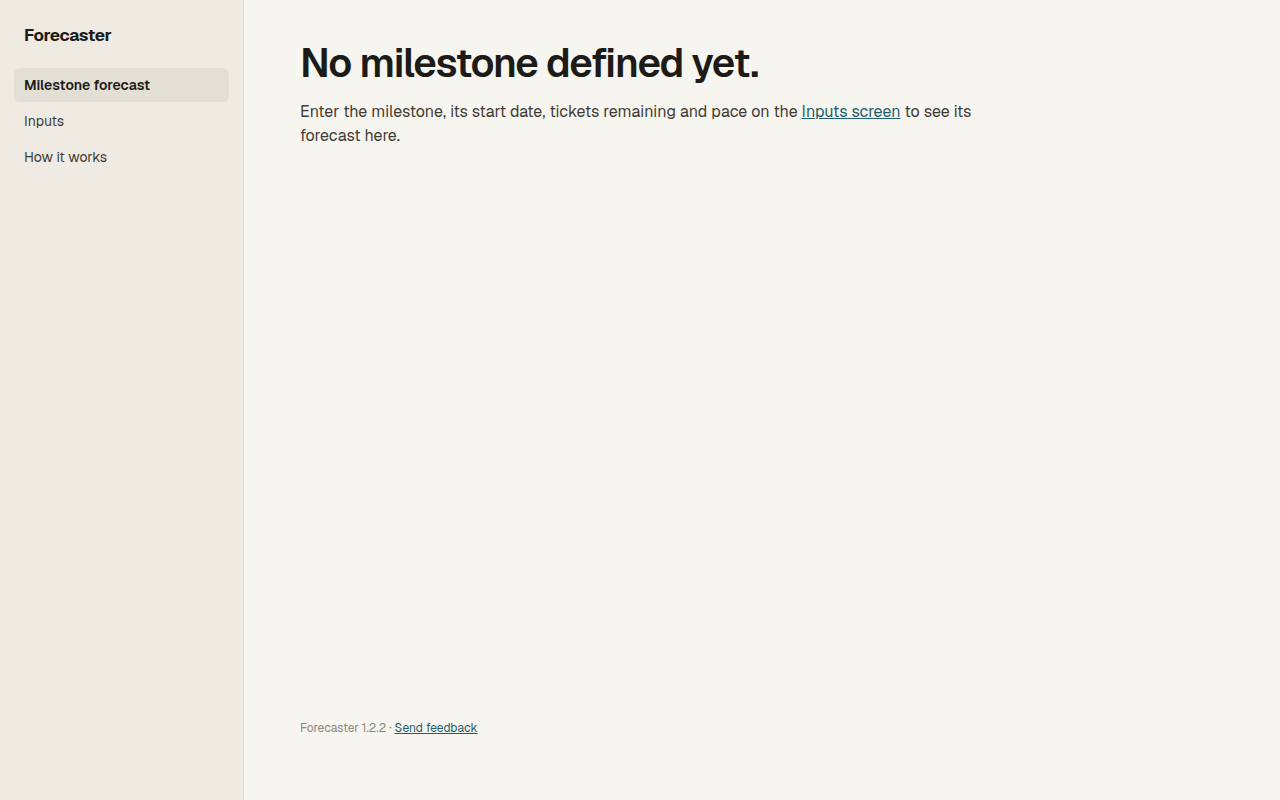 Forecaster
Milestone forecast
Inputs
How it works
No milestone defined yet.
Enter the milestone, its start date, tickets remaining and pace on the Inputs screen to see its
forecast here.
Forecaster 1.2.2 · Send feedback